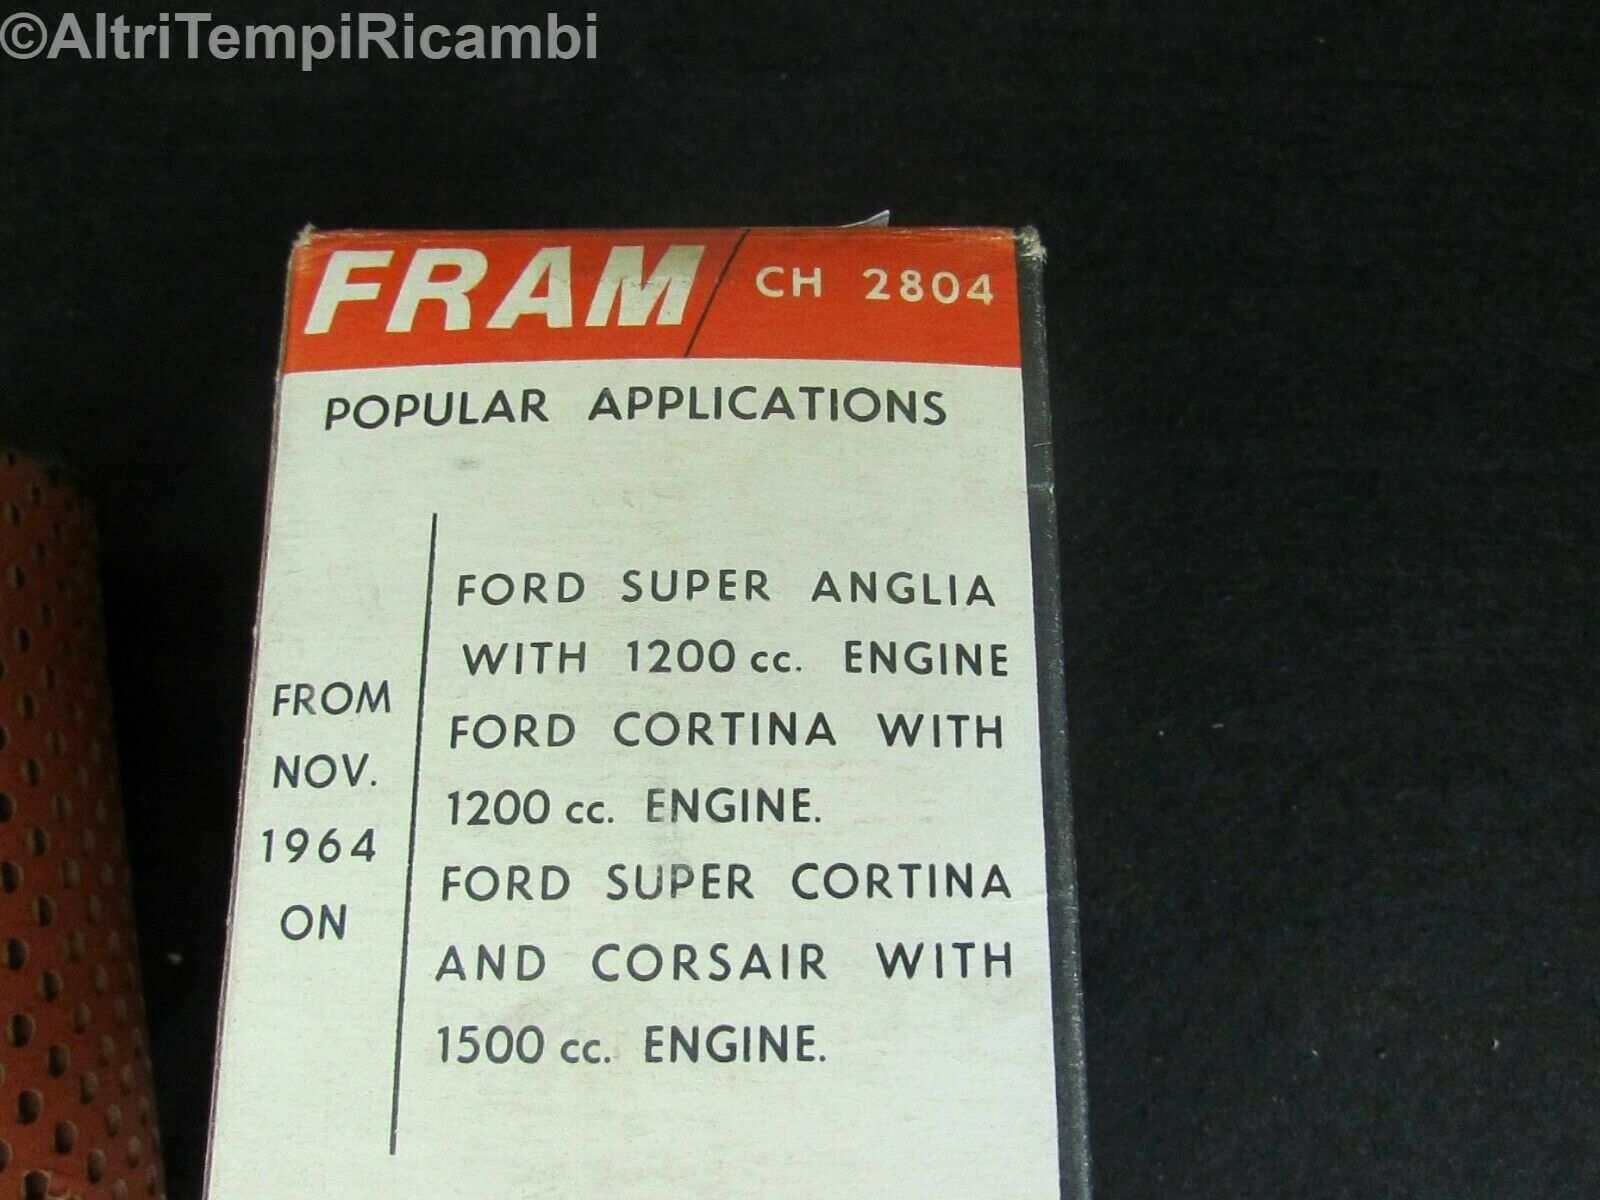 ©AltriTempiRicambi
FRAM/ CH 2804
POPULAR APPLICATIONS
FROM
NOV.
1964
ON
FORD SUPER ANGLIA
WITH 1200 cc. ENGINE
FORD CORTINA WITH
1200 cc. ENGINE.
FORD SUPER CORTINA
AND CORSAIR WITH
1500 cc. ENGINE.